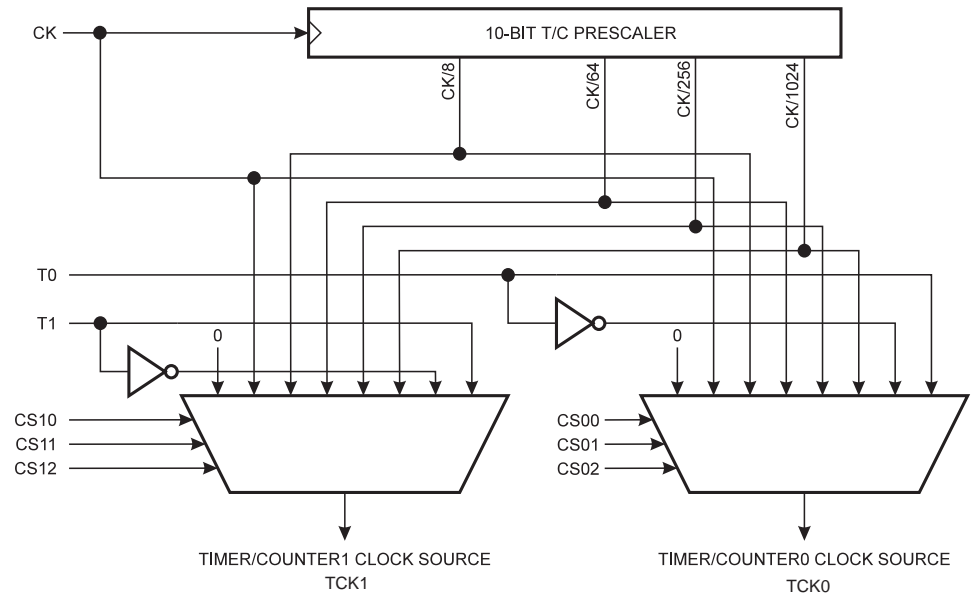 CK
10-BIT T/C PRESCALER
CK/8
CK/64
CK/256
CK/1024
T0
T1
0
0
CS10
CS11
CS12
CS00
CS01
CS02
TIMER/COUNTER1 CLOCK SOURCE
TCK1
TIMER/COUNTER0 CLOCK SOURCE
TCK0